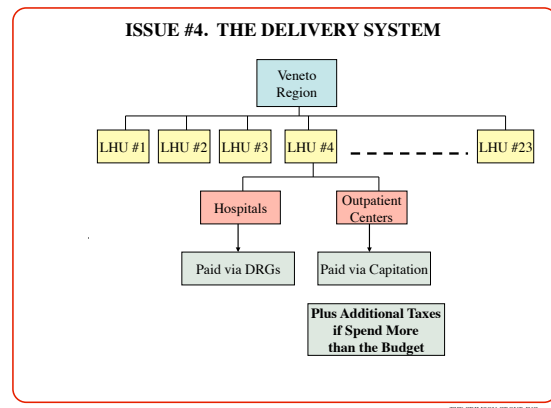 ISSUE #4. THE DELIVERY SYSTEM
Veneto
Region
LHU #1
LHU #2
LHU #3
LHU #4
LHU #23
Hospitals
Outpatient
Centers
Paid via DRGs
Paid via Capitation
Plus Additional Taxes
if Spend More
than the Budget